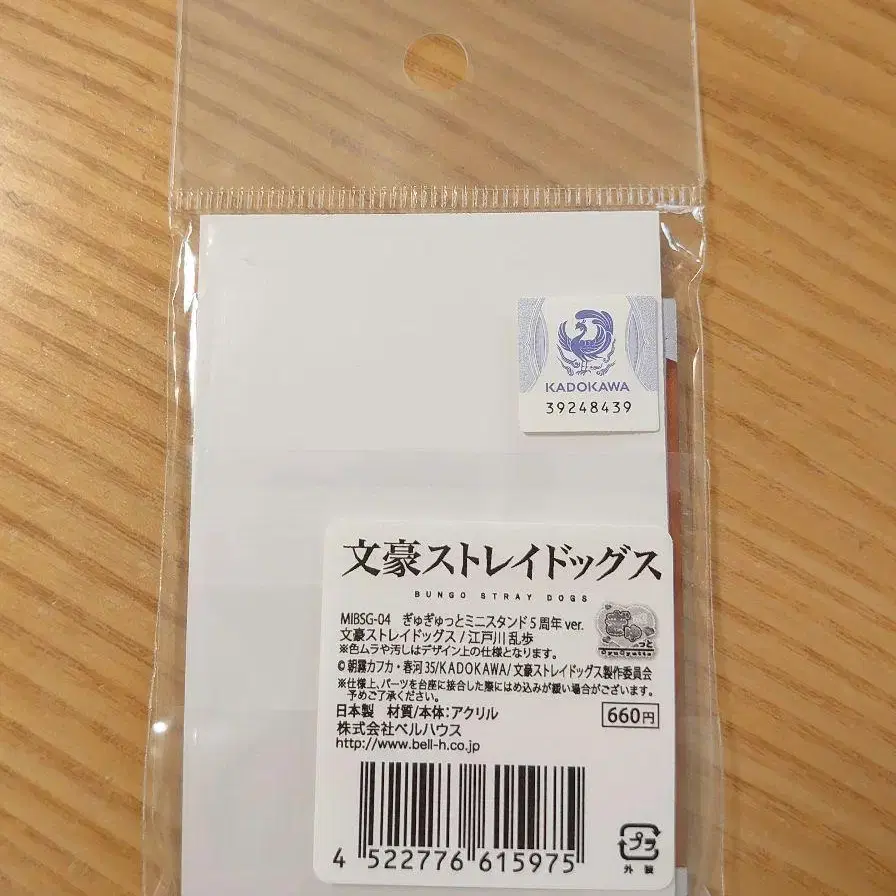 KADOKAWA
39248439
文豪ストレイドッグス
BUNGO STRAY DOGS
MIBSG-04 ぎゅぎゅっとミニスタンド5周年 ver.
文豪ストレイドッグス/江戸川 乱歩
※色ムラや汚しはデザイン上の仕様となります。
© 朝霧カフカ・春河35/KADOKAWA/文豪ストレイドッグス製作委員会
※仕様上、パーツを台座に接合した際にはめ込みが緩い場合がございます。
予めご了承ください。
日本製 材質/本体:アクリル
660円
株式会社ベルハウス
http://www.bell-h.co.jp
4 522776 615975
プラ
外装